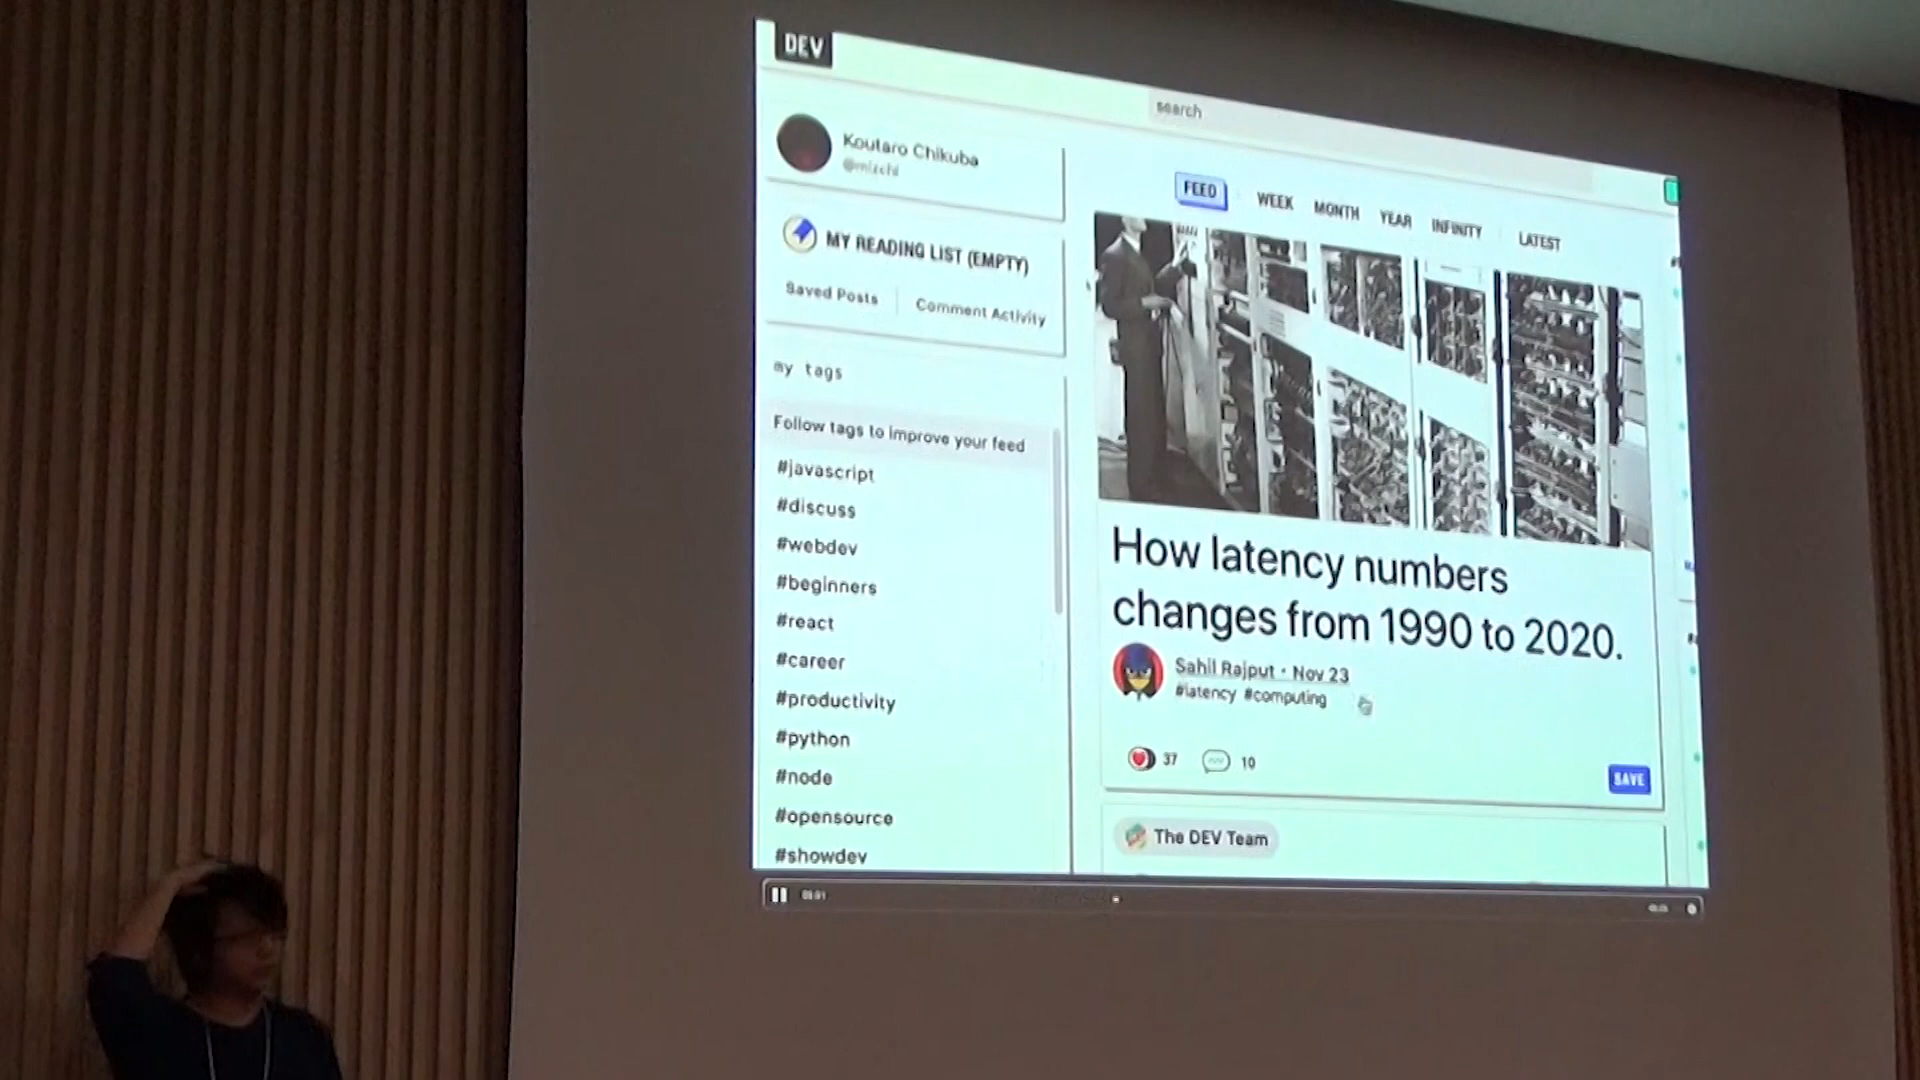 DEV
search
Koutaro Chikuba
@mizchi
MY READING LIST (EMPTY)
Saved Posts
Comment Activity
my tags
Follow tags to improve your feed
#javascript
#discuss
#webdev
#beginners
#react
#career
#productivity
#python
#node
#opensource
#showdev
FEED
WEEK
MONTH
YEAR
INFINITY
LATEST
How latency numbers
changes from 1990 to 2020.
Sahil Rajput · Nov 23
#latency #computing
37
10
SAVE
The DEV Team